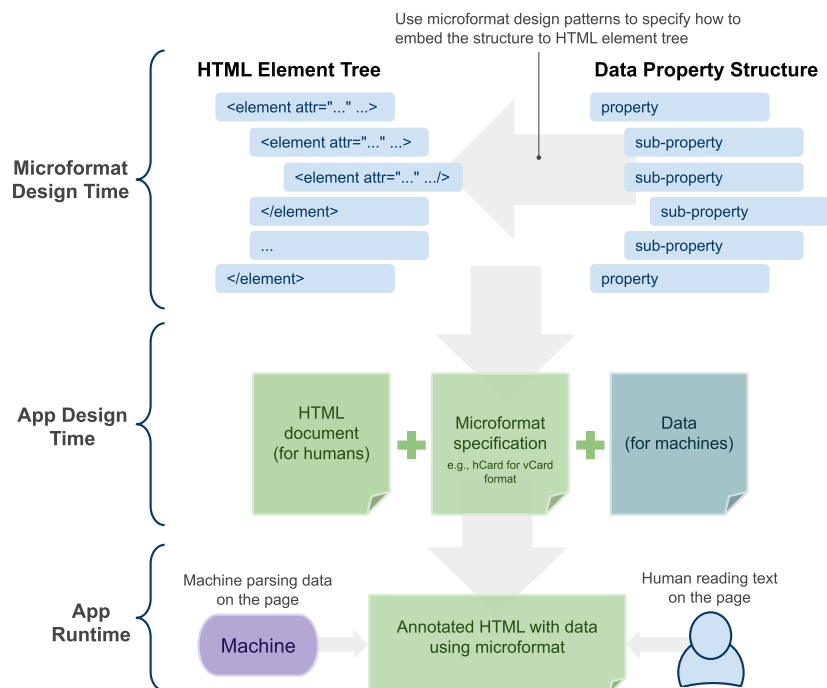 Use microformat design patterns to specify how to
embed the structure to HTML element tree
HTML Element Tree
Data Property Structure
<element attr="..." ...>
<element attr="..." ...>
<element attr="..." .../>
</element>
...
</element>
property
sub-property
sub-property
sub-property
sub-property
property
Microformat
Design Time
App Design
Time
HTML
document
(for humans)
Microformat
specification
e.g., hCard for vCard
format
Data
(for machines)
App
Runtime
Machine parsing data
on the page
Machine
Annotated HTML with data
using microformat
Human reading text
on the page